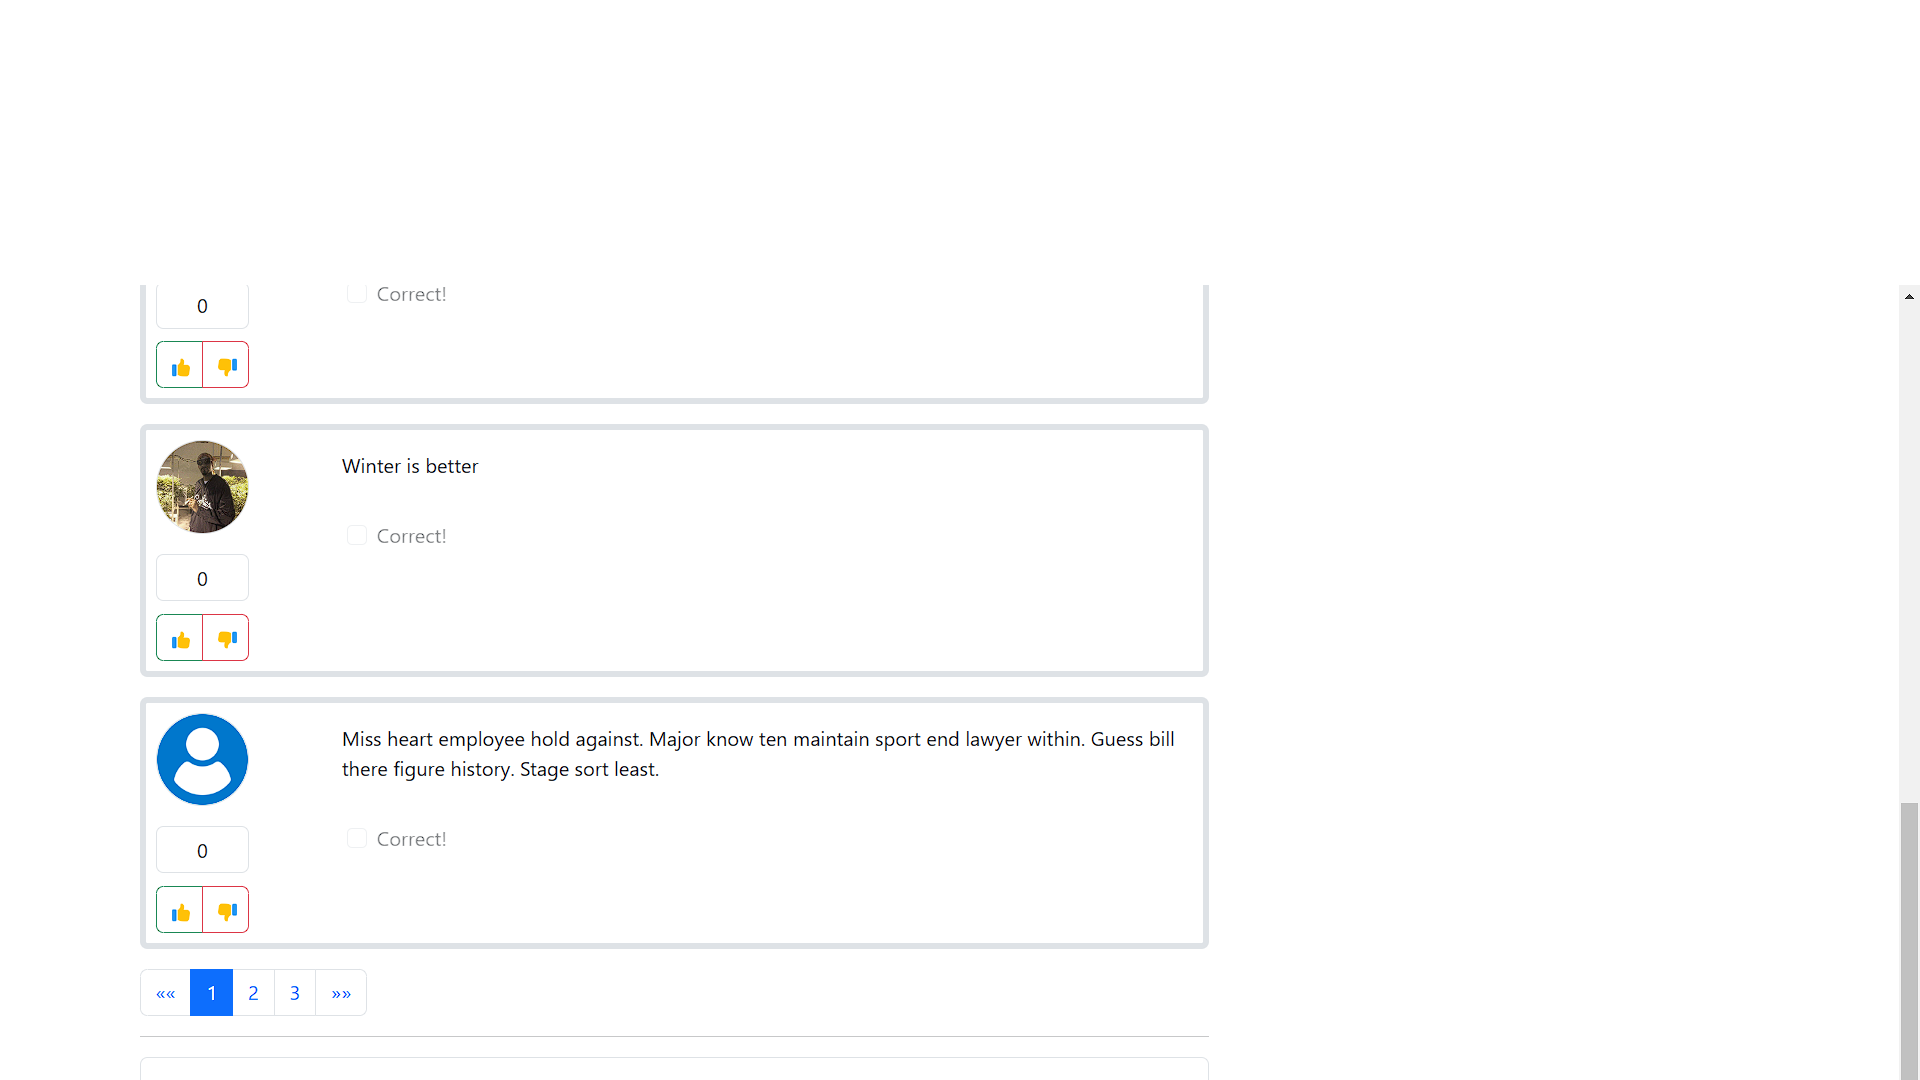 0
Correct!
Winter is better
Correct!
0
Miss heart employee hold against. Major know ten maintain sport end lawyer within. Guess bill
there figure history. Stage sort least.
Correct!
0
«« 1 2 3 »»